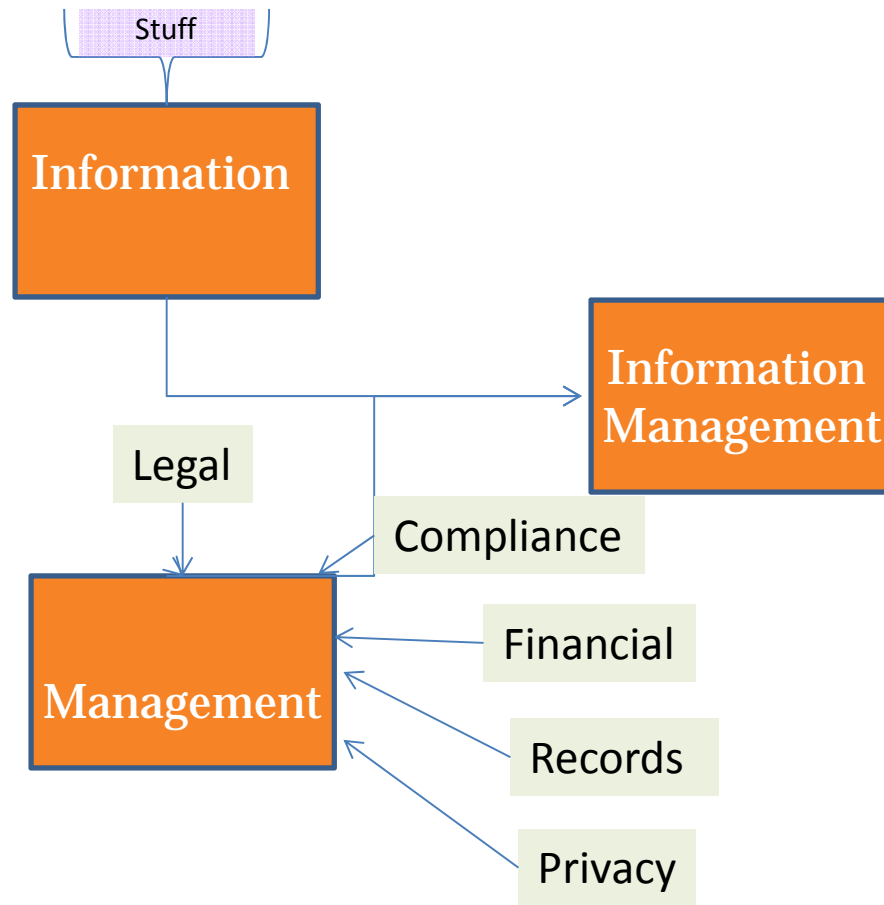 Stuff
Information
Information
Management
Legal
Compliance
Financial
Management
Records
Privacy